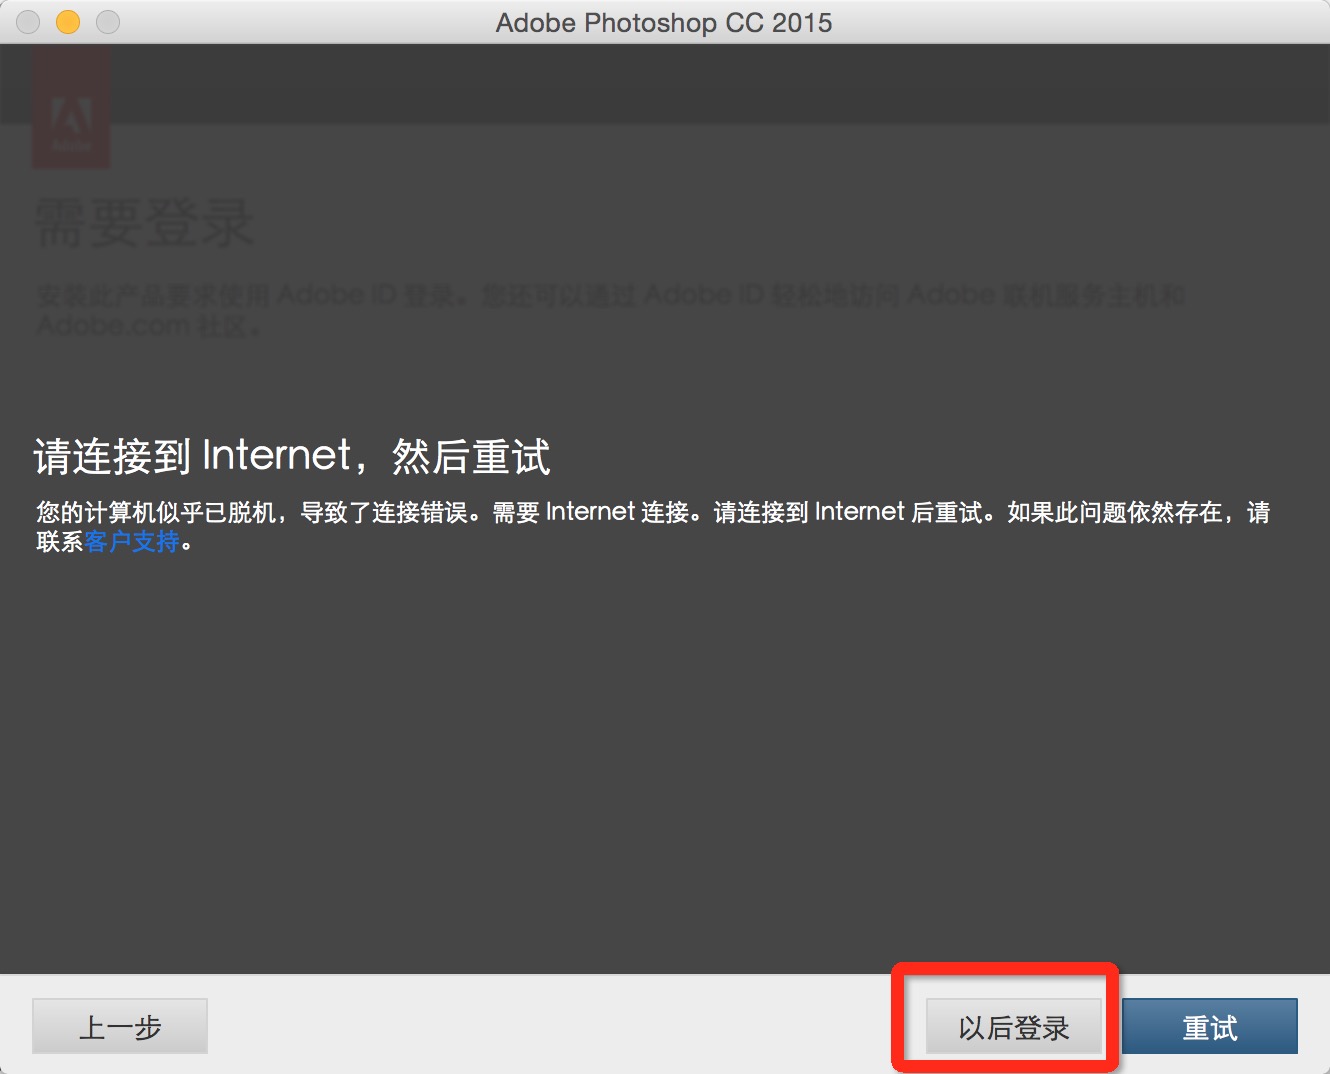 Adobe Photoshop CC 2015
Adobe
需要登录
安装此产品要求使用 Adobe ID 登录。您还可以通过 Adobe ID 轻松地访问 Adobe 联机服务主机和
Adobe.com 社区。
请连接到 Internet，然后重试
您的计算机似乎已脱机，导致了连接错误。需要 Internet 连接。请连接到 Internet 后重试。如果此问题依然存在，请
联系客户支持。
上一步
以后登录
重试